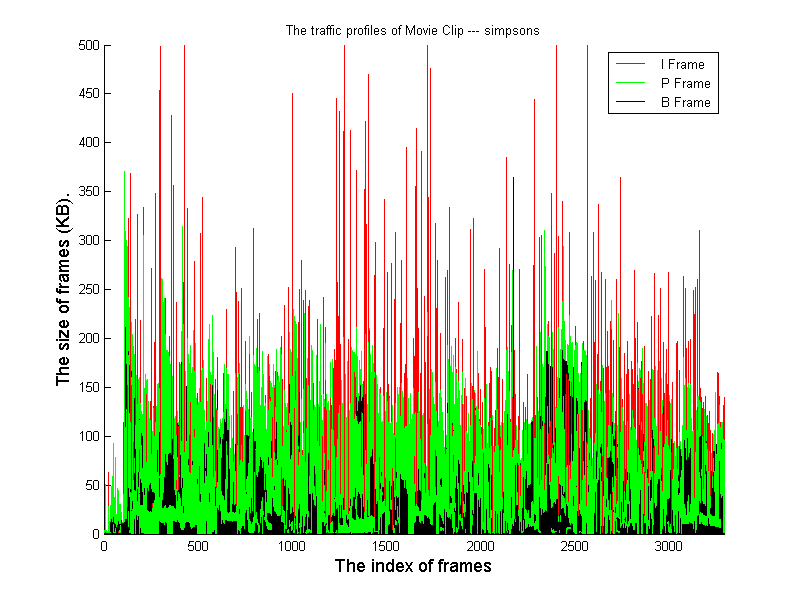 The traffic profiles of Movie Clip --- simpsons
500
450
400
350
300
250
200
150
100
50
0
The size of frames (KB).
I Frame
P Frame
B Frame
0 500 1000 1500 2000 2500 3000
The index of frames